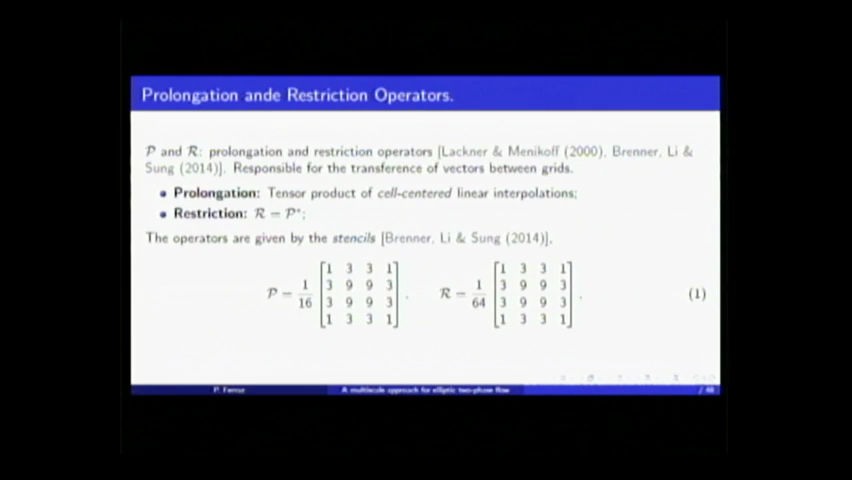 Prolongation ande Restriction Operators.
P and R: prolongation and restriction operators [Lackner & Menikoff (2000), Brenner, Li &
Sung (2014)]. Responsible for the transference of vectors between grids.
• Prolongation: Tensor product of cell-centered linear interpolations;
• Restriction: R = P*;
The operators are given by the stencils [Brenner, Li & Sung (2014)],
P = 1/16 [1 3 3 1; 3 9 9 3; 3 9 9 3; 1 3 3 1], R = 1/64 [1 3 3 1; 3 9 9 3; 3 9 9 3; 1 3 3 1]. (1)
A multiscale approach for elliptic two-phase flow